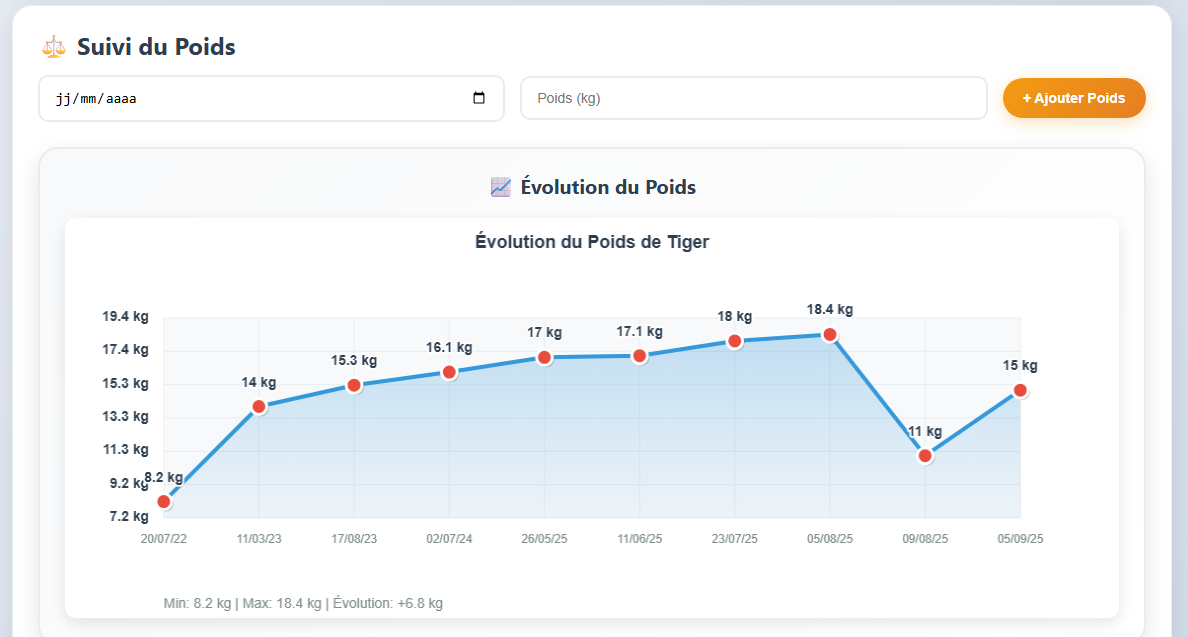 Suivi du Poids
jj/mm/aaaa
Poids (kg)
+ Ajouter Poids
Évolution du Poids
Évolution du Poids de Tiger
19.4 kg
17.4 kg
15.3 kg
13.3 kg
11.3 kg
9.2 kg
7.2 kg
8.2 kg
14 kg
15.3 kg
16.1 kg
17 kg
17.1 kg
18 kg
18.4 kg
11 kg
15 kg
20/07/22 11/03/23 17/08/23 02/07/24 26/05/25 11/06/25 23/07/25 05/08/25 09/08/25 05/09/25
Min: 8.2 kg | Max: 18.4 kg | Évolution: +6.8 kg